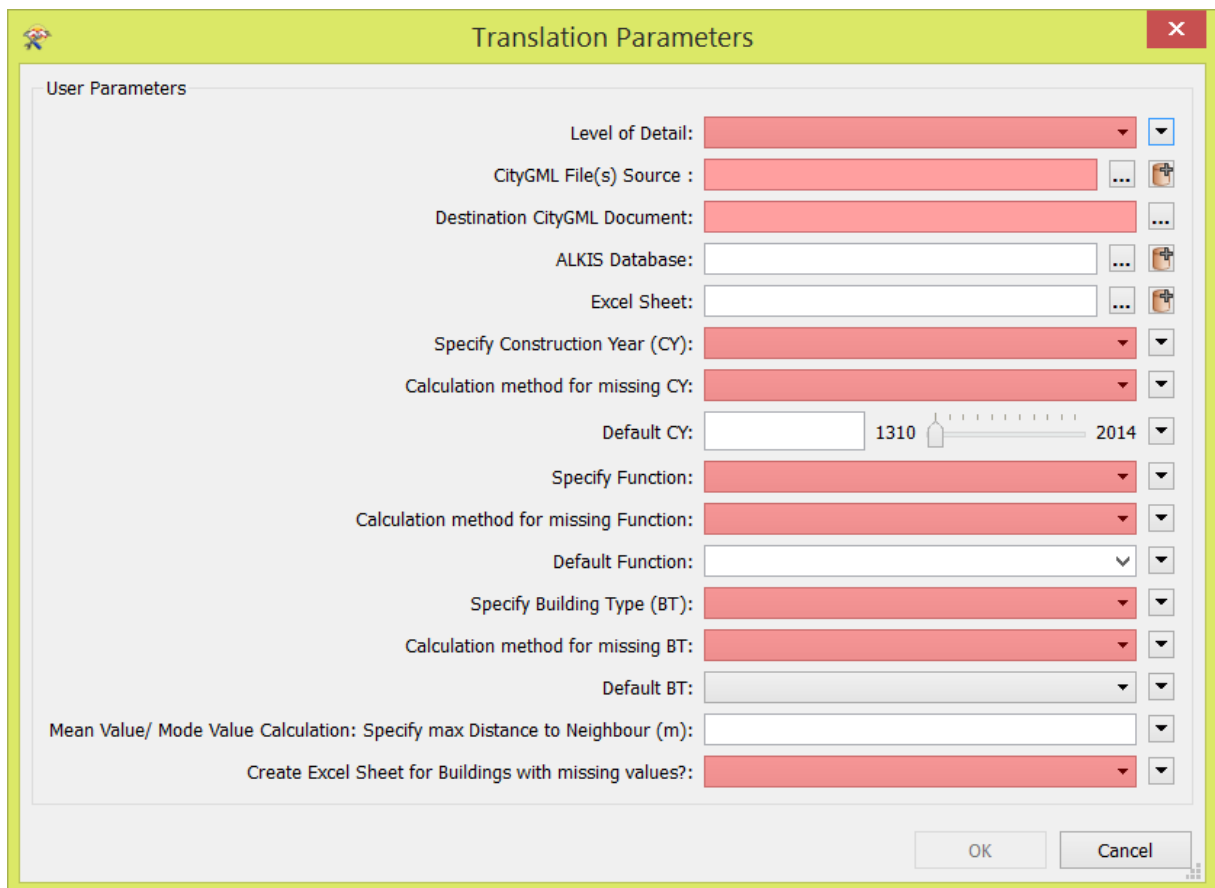 Translation Parameters
User Parameters
Level of Detail:
CityGML File(s) Source :
...
Destination CityGML Document:
...
ALKIS Database:
...
Excel Sheet:
...
Specify Construction Year (CY):
Calculation method for missing CY:
Default CY: 1310 2014
Specify Function:
Calculation method for missing Function:
Default Function:
Specify Building Type (BT):
Calculation method for missing BT:
Default BT:
Mean Value/ Mode Value Calculation: Specify max Distance to Neighbour (m):
Create Excel Sheet for Buildings with missing values?:
OK Cancel